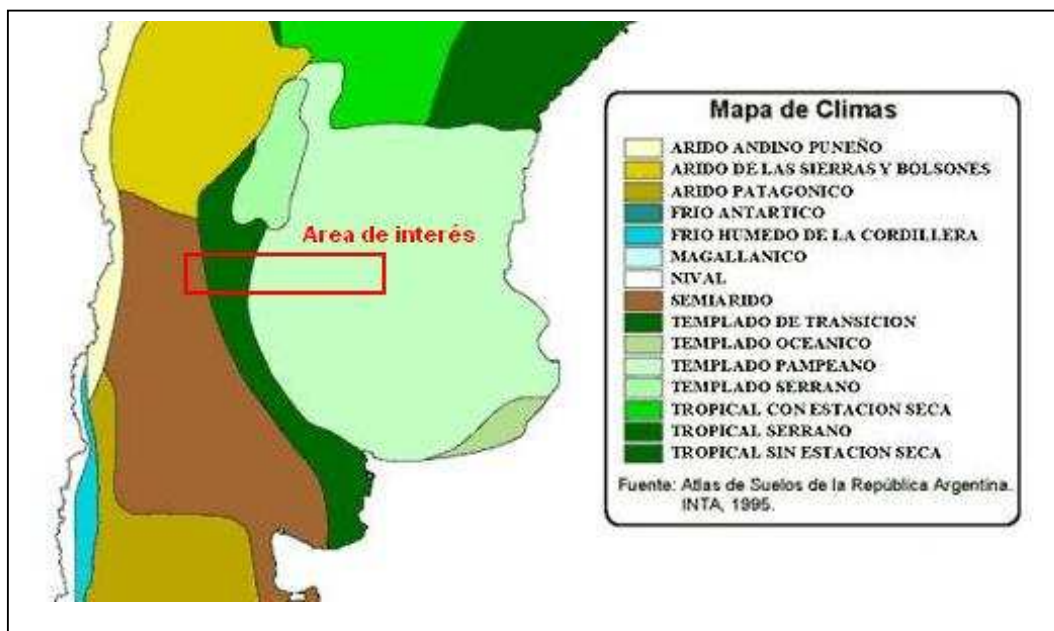 Area de interés
Mapa de Climas
ARIDO ANDINO PUNEÑO
ARIDO DE LAS SIERRAS Y BOLSONES
ARIDO PATAGONICO
FRIO ANTARTICO
FRIO HUMEDO DE LA CORDILLERA
MAGALLANICO
NIVAL
SEMIARIDO
TEMPLADO DE TRANSICION
TEMPLADO OCEANICO
TEMPLADO PAMPEANO
TEMPLADO SERRANO
TROPICAL CON ESTACION SECA
TROPICAL SERRANO
TROPICAL SIN ESTACION SECA
Fuente: Atlas de Suelos de la República Argentina.
INTA, 1995.